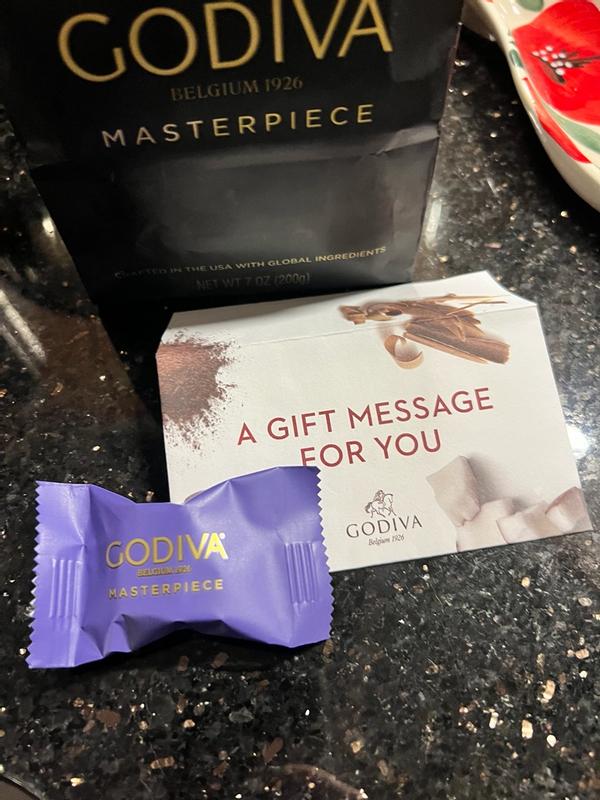 GODIVA
BELGIUM 1926
MASTERPIECE
CRAFTED IN THE USA WITH GLOBAL INGREDIENTS
NET WT 7 OZ (200g)
A GIFT MESSAGE
FOR YOU
GODIVA
Belgium 1926
GODIVA
BELGIUM 1926
MASTERPIECE